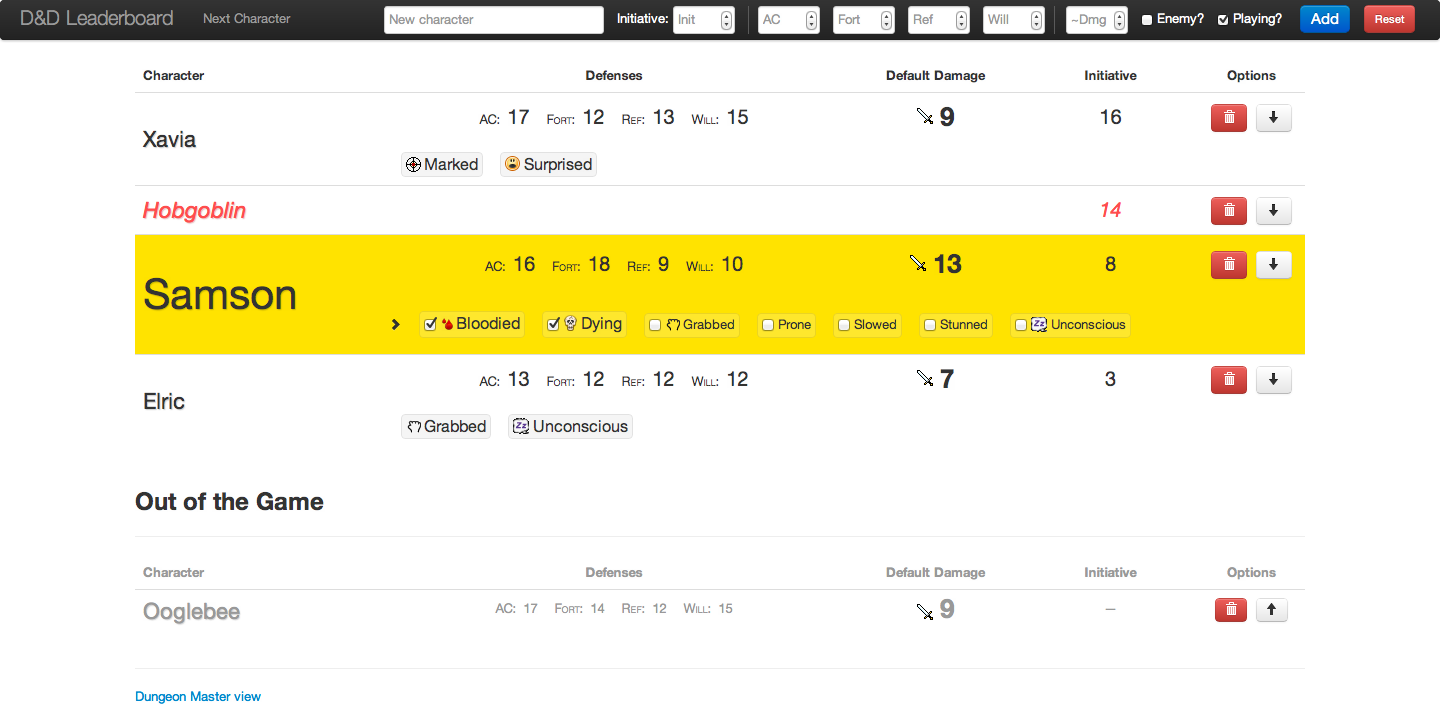 D&D Leaderboard Next Character New character Initiative: Init AC Fort Ref Will ~Dmg Enemy? Playing? Add Reset
Character Defenses Default Damage Initiative Options
Xavia AC: 17 Fort: 12 Ref: 13 Will: 15 9 16
Marked Surprised
Hobgoblin 14
Samson AC: 16 Fort: 18 Ref: 9 Will: 10 13 8
Bloodied Dying Grabbed Prone Slowed Stunned Zz Unconscious
Elric AC: 13 Fort: 12 Ref: 12 Will: 12 7 3
Grabbed Zz Unconscious
Out of the Game
Character Defenses Default Damage Initiative Options
Ooglebee AC: 17 Fort: 14 Ref: 12 Will: 15 9 –
Dungeon Master view